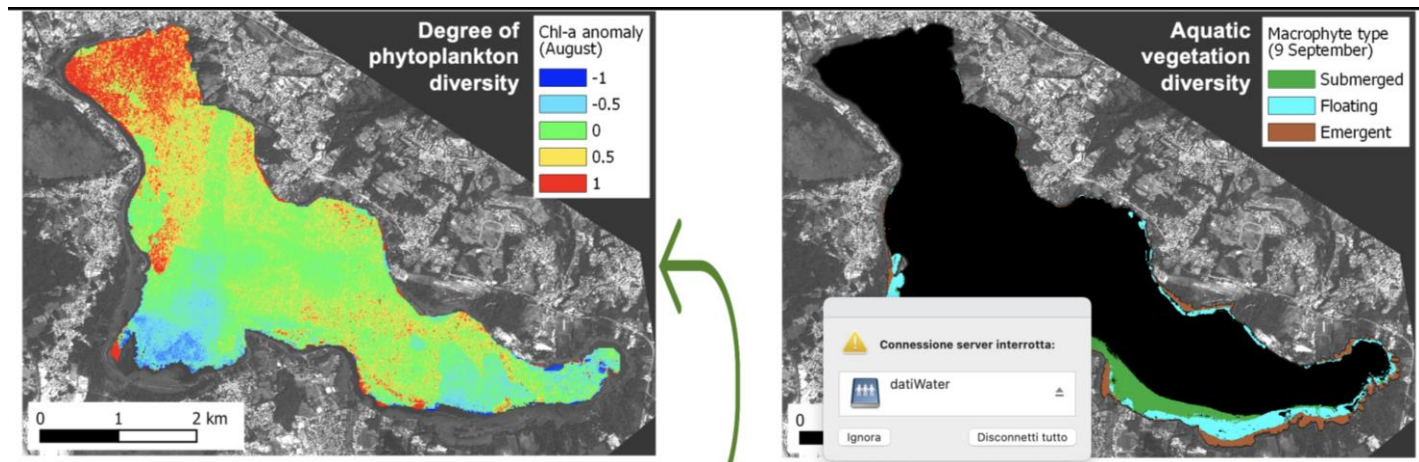 Degree of
phytoplankton
diversity
Chl-a anomaly
(August)
-1
-0.5
0
0.5
1
0 1 2 km
Aquatic
vegetation
diversity
Macrophyte type
(9 September)
Submerged
Floating
Emergent
0
Connessione server interrotta:
datiWater
Ignora
Disconnetti tutto